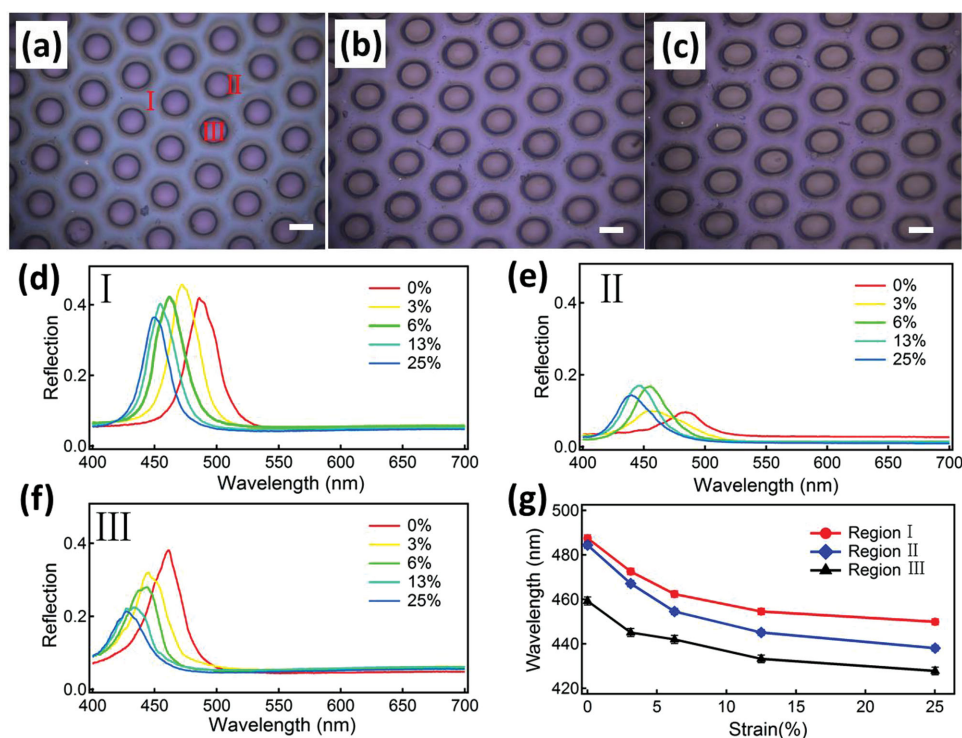 (a)
I
II
III
(b)
(c)
(d)
I
0%
3%
6%
13%
25%
Reflection
0.4
0.2
0.0
400 450 500 550 600 650 700
Wavelength (nm)
(e)
II
0%
3%
6%
13%
25%
Reflection
0.4
0.2
0.0
400 450 500 550 600 650 700
Wavelength (nm)
(f)
III
0%
3%
6%
13%
25%
Reflection
0.4
0.2
0.0
400 450 500 550 600 650 700
Wavelength (nm)
(g)
Region I
Region II
Region III
Wavelength (nm)
500
480
460
440
420
0 5 10 15 20 25
Strain(%)